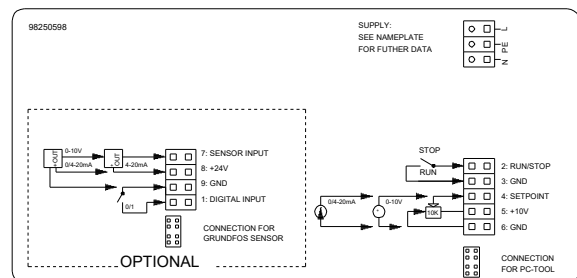 98250598
SUPPLY:
SEE NAMEPLATE
FOR FUTHER DATA
L
PE
N
+OUT
0-10V
0/4-20mA
+OUT
4-20mA
7: SENSOR INPUT
8: +24V
9: GND
1: DIGITAL INPUT
0/1
CONNECTION FOR
GRUNDFOS SENSOR
OPTIONAL
STOP
RUN
2: RUN/STOP
3: GND
0/4-20mA
0-10V
4: SETPOINT
10K
5: +10V
6: GND
CONNECTION
FOR PC-TOOL